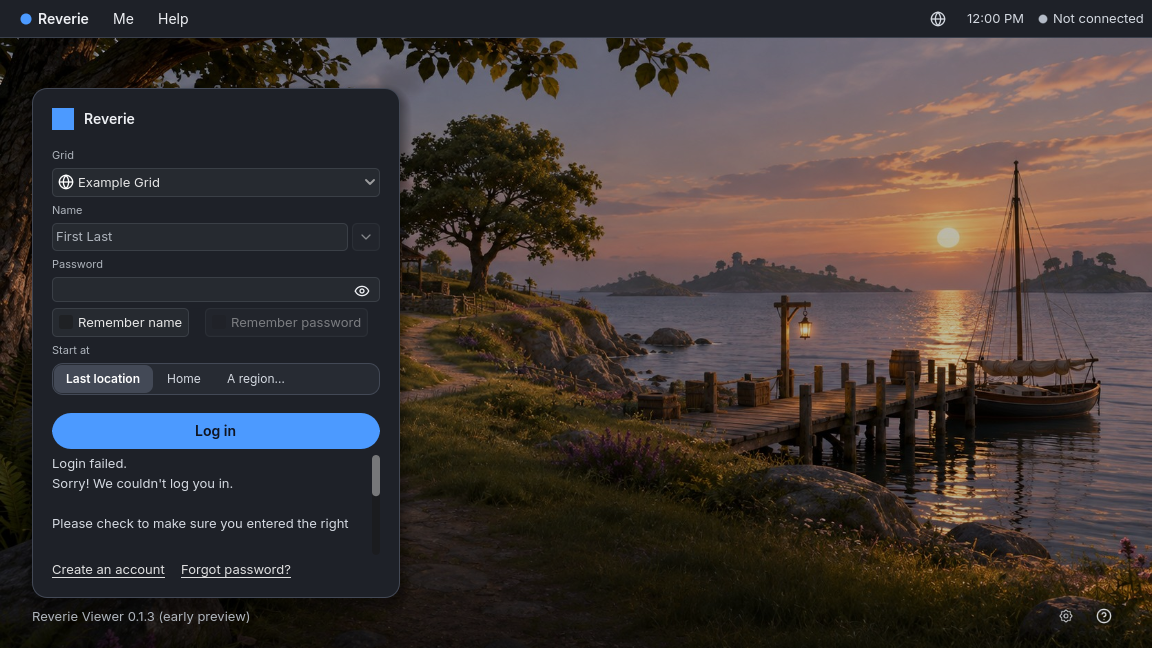 Reverie Me Help 12:00 PM Not connected
Reverie
Grid
Example Grid
Name
First Last
Password
Remember name Remember password
Start at
Last location Home A region...
Log in
Login failed.
Sorry! We couldn't log you in.
Please check to make sure you entered the right
Create an account Forgot password?
Reverie Viewer 0.1.3 (early preview)